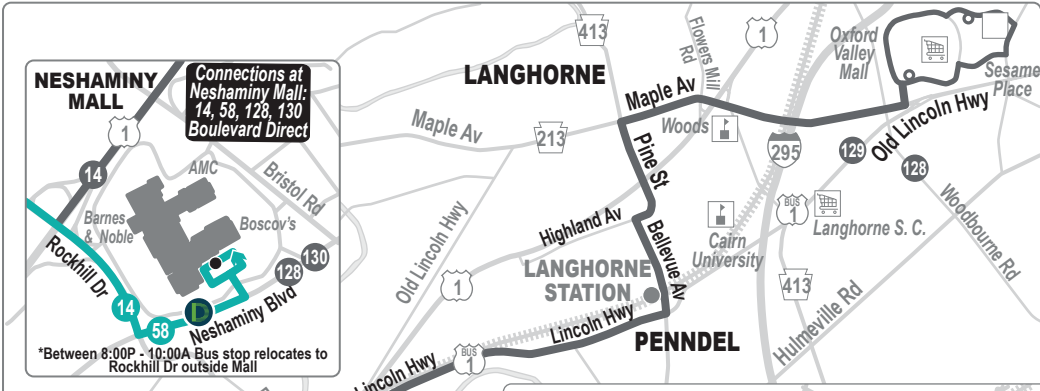 NESHAMINY
MALL
Connections at
Neshaminy Mall:
14, 58, 128, 130
Boulevard Direct
1
14
AMC
Bristol Rd
Barnes
& Noble
Boscov's
Rockhill Dr
130
128
14
58
D
Neshaminy Blvd
*Between 8:00P - 10:00A Bus stop relocates to
Rockhill Dr outside Mall
413
Flowers Mill
Rd
1
Oxford
Valley
Mall
Sesame
Place
LANGHORNE
Maple Av
Maple Av
213
Woods
295
Old Lincoln Hwy
129
128
Pine St
Highland Av
Old Lincoln Hwy
Bellevue Av
Cairn
University
BUS
1
Langhorne S. C.
Woodbourne Rd
LANGHORNE
STATION
1
413
Hulmeville Rd
Lincoln Hwy
PENNDEL
BUS
1
Lincoln Hwy